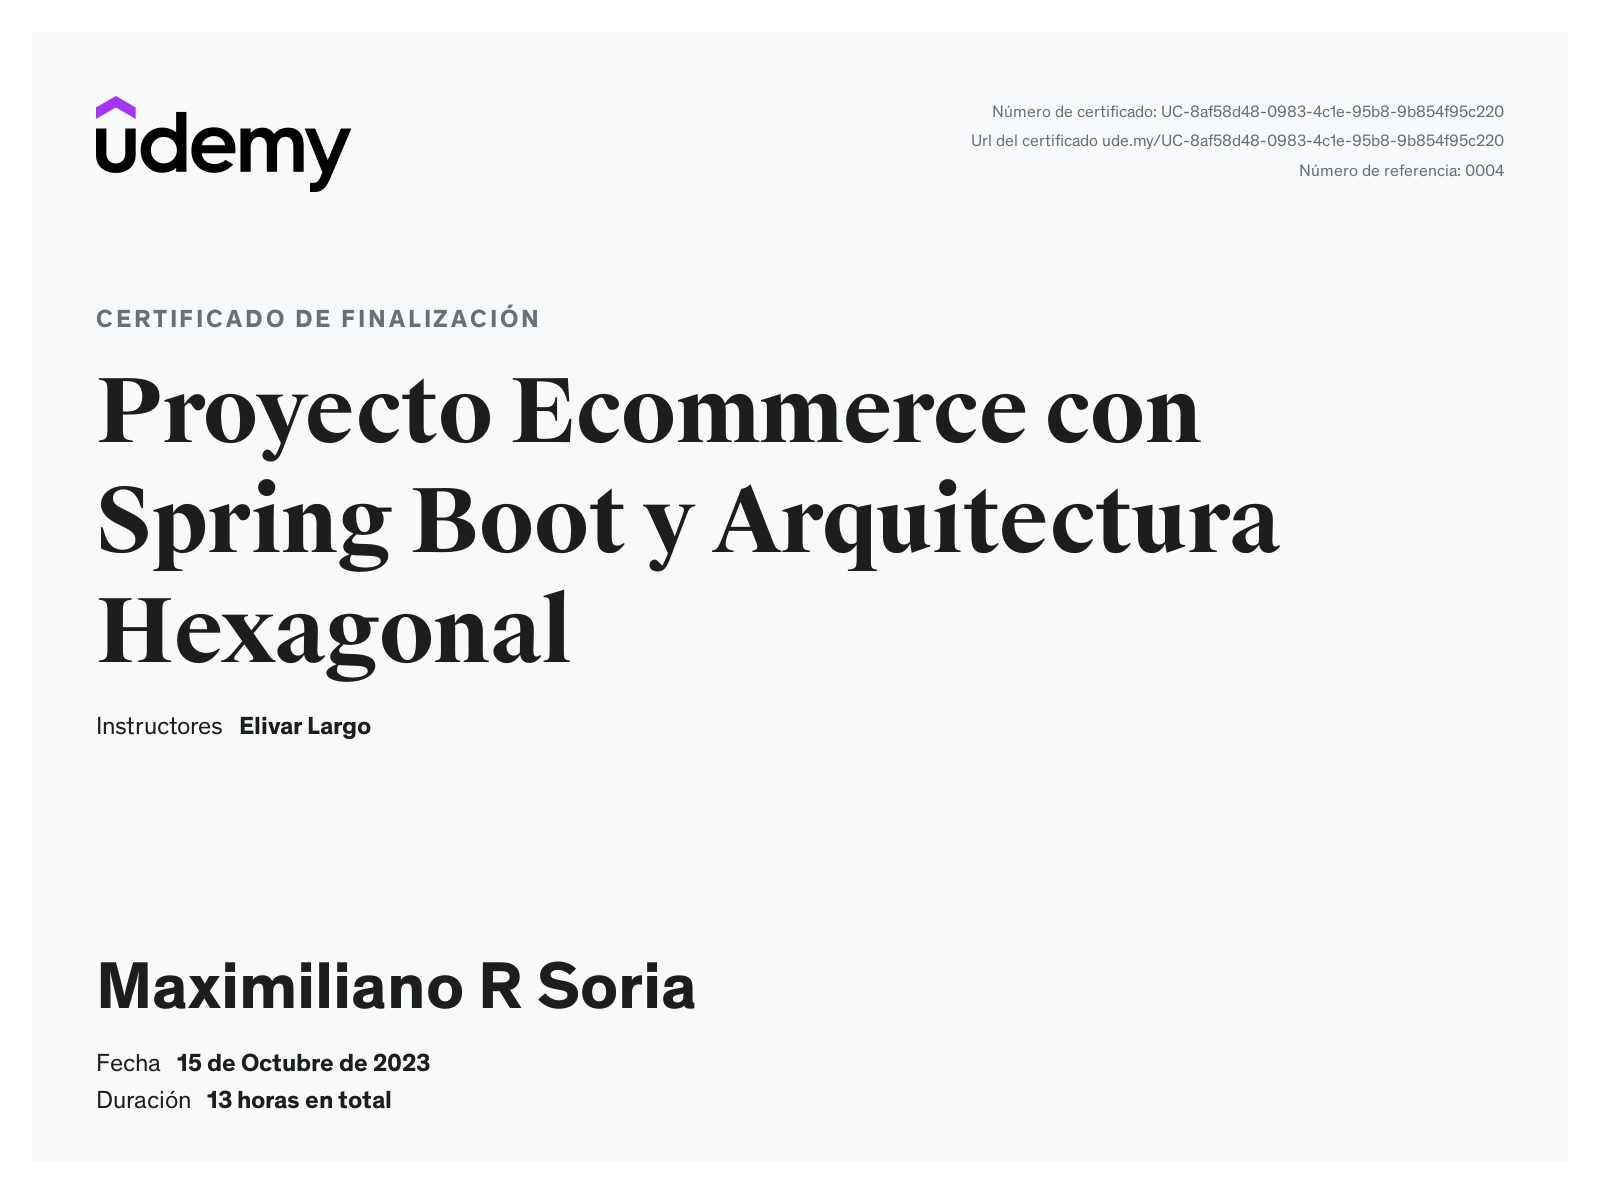 udemy
Número de certificado: UC-8af58d48-0983-4c1e-95b8-9b854f95c220
Url del certificado ude.my/UC-8af58d48-0983-4c1e-95b8-9b854f95c220
Número de referencia: 0004
CERTIFICADO DE FINALIZACIÓN
Proyecto Ecommerce con
Spring Boot y Arquitectura
Hexagonal
Instructores Elivar Largo
Maximiliano R Soria
Fecha 15 de Octubre de 2023
Duración 13 horas en total